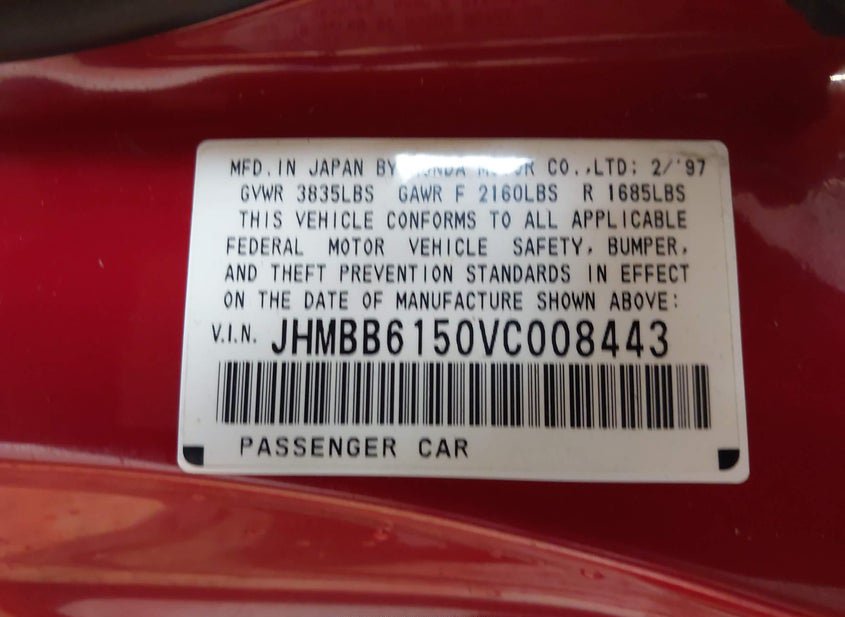 MFD. IN JAPAN BY HONDA MOTOR CO.,LTD: 2/'97
GVWR 3835LBS GAWR F 2160LBS R 1685LBS
THIS VEHICLE CONFORMS TO ALL APPLICABLE
FEDERAL MOTOR VEHICLE SAFETY, BUMPER,
AND THEFT PREVENTION STANDARDS IN EFFECT
ON THE DATE OF MANUFACTURE SHOWN ABOVE:
V.I.N. JHMBB6150VC008443
PASSENGER CAR